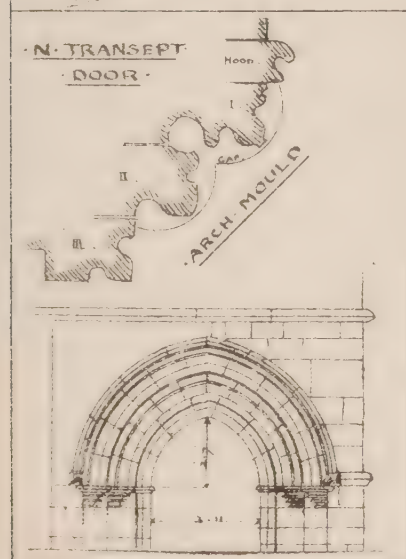 ·N·TRANSEPT·
·DOOR·
HOOD
I
CAP
II
·ARCH·MOULD
III